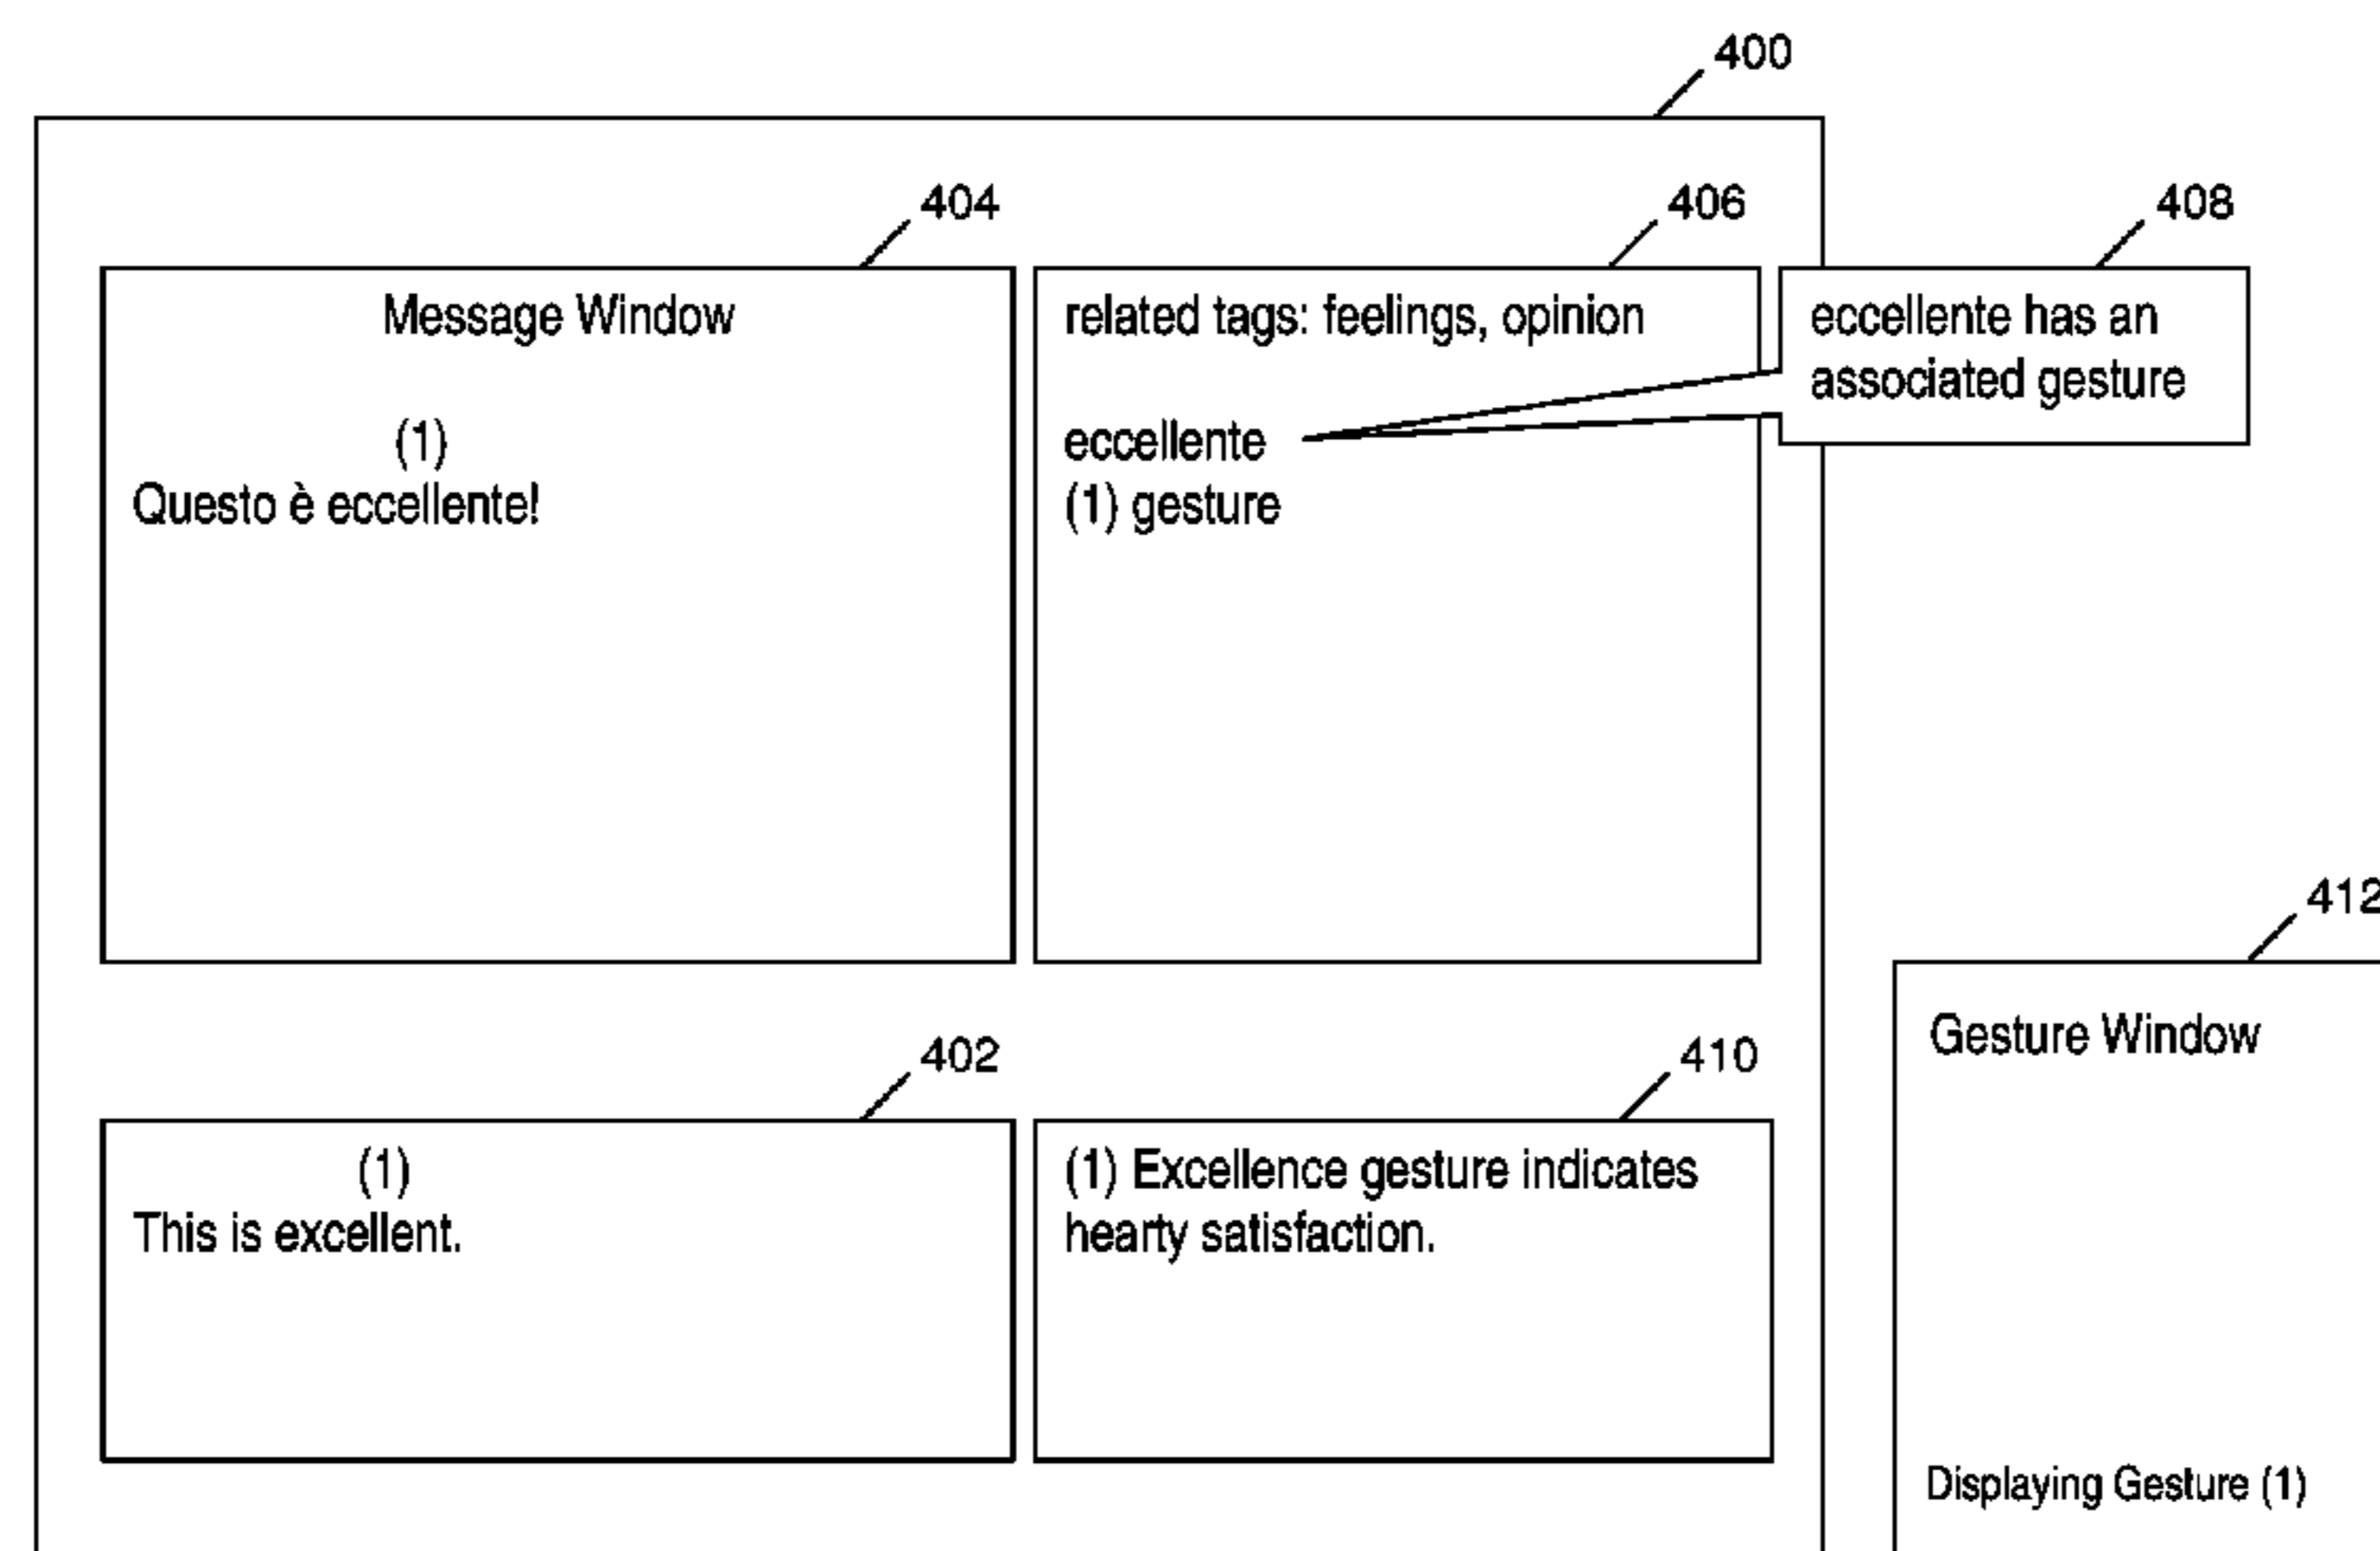 400
404
406
408
Message Window
(1)
Questo è eccellente!
related tags: feelings, opinion
eccellente
(1) gesture
eccellente has an
associated gesture
412
402
410
(1)
This is excellent.
(1) Excellence gesture indicates
hearty satisfaction.
Gesture Window
Displaying Gesture (1)